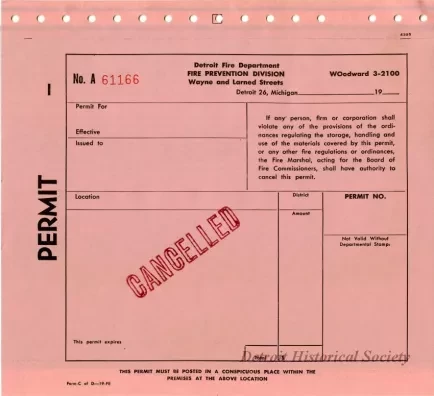 No. A 61166
Detroit Fire Department
FIRE PREVENTION DIVISION
Wayne and Larned Streets
WOodward 3-2100
Detroit 26, Michigan 19
Permit For
Effective
Issued to
If any person, firm or corporation shall
violate any of the provisions of the ordi-
nances regulating the storage, handling and
use of the materials covered by this permit,
or any other fire regulations or ordinances,
the Fire Marshal, acting for the Board of
Fire Commissioners, shall have authority to
cancel this permit.
I
PERMIT
Location
District
PERMIT NO.
Amount
CANCELLED
Not Valid Without
Departmental Stamp.
This permit expires
$
Detroit Historical Society
THIS PERMIT MUST BE POSTED IN A CONSPICUOUS PLACE WITHIN THE
PREMISES AT THE ABOVE LOCATION